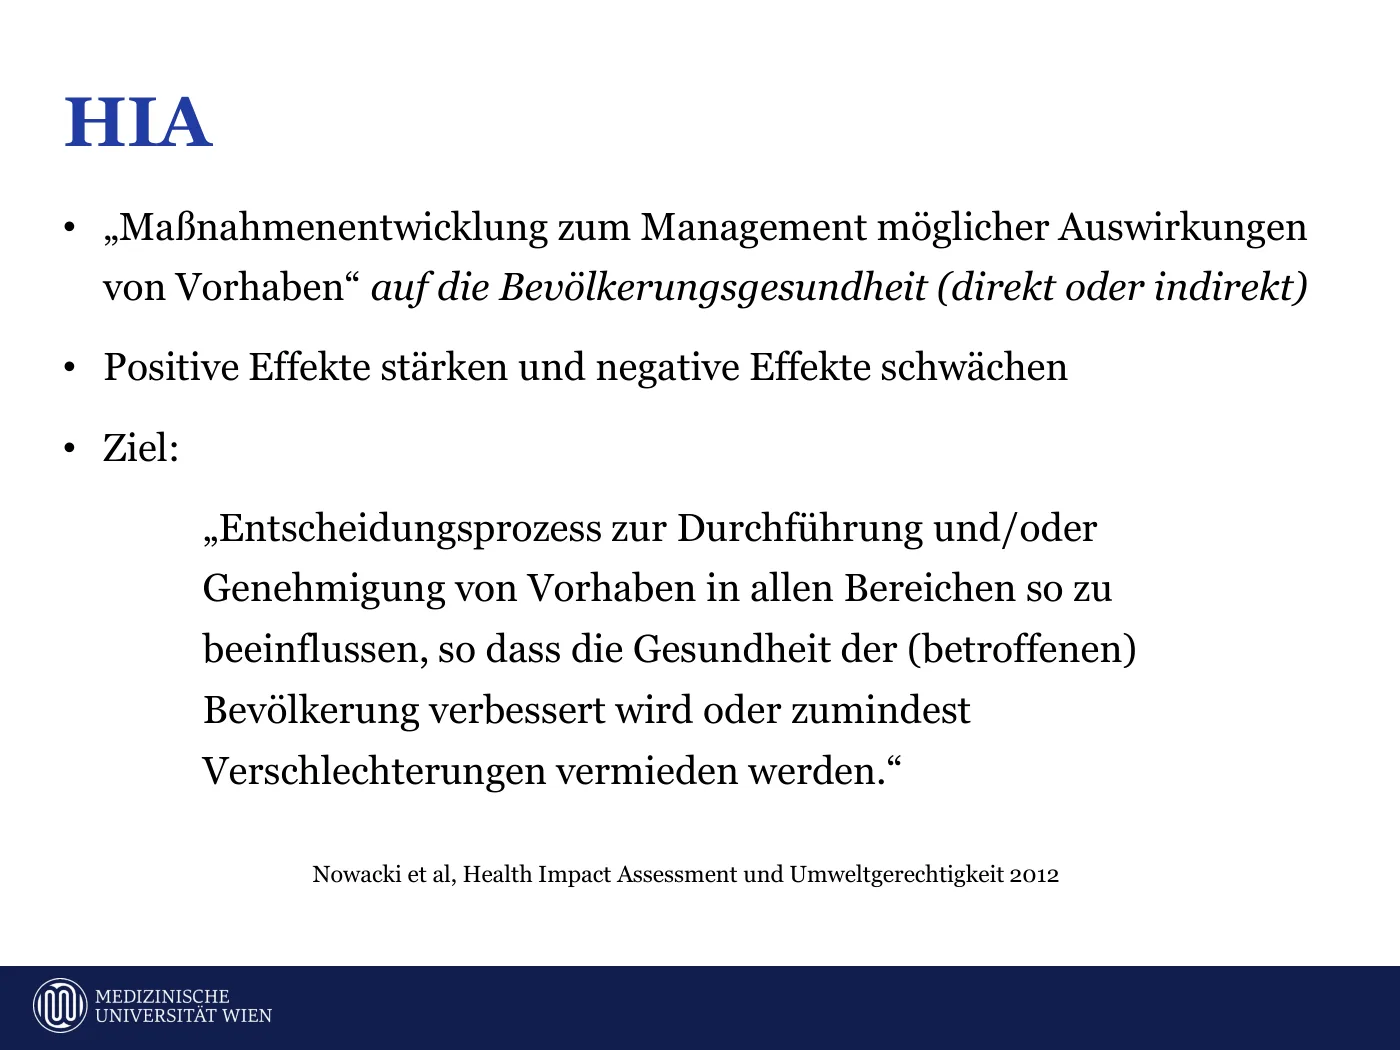 HIA
• „Maßnahmenentwicklung zum Management möglicher Auswirkungen
von Vorhaben“ auf die Bevölkerungsgesundheit (direkt oder indirekt)
• Positive Effekte stärken und negative Effekte schwächen
• Ziel:
„Entscheidungsprozess zur Durchführung und/oder
Genehmigung von Vorhaben in allen Bereichen so zu
beeinflussen, so dass die Gesundheit der (betroffenen)
Bevölkerung verbessert wird oder zumindest
Verschlechterungen vermieden werden.“
Nowacki et al, Health Impact Assessment und Umweltgerechtigkeit 2012
MEDIZINISCHE
UNIVERSITÄT WIEN